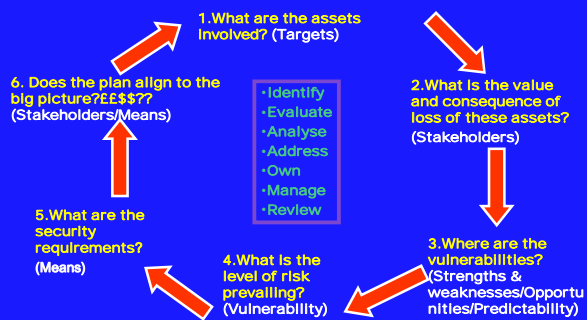 1.What are the assets
involved? (Targets)
2.What is the value
and consequence of
loss of these assets?
(Stakeholders)
3.Where are the
vulnerabilities?
(Strengths &
weaknesses/Opportu
nities/Predictability)
4.What is the
level of risk
prevailing?
(Vulnerability)
5.What are the
security
requirements?
(Means)
6. Does the plan align to the
big picture?££$$??
(Stakeholders/Means)
·Identify
·Evaluate
·Analyse
·Address
·Own
·Manage
·Review